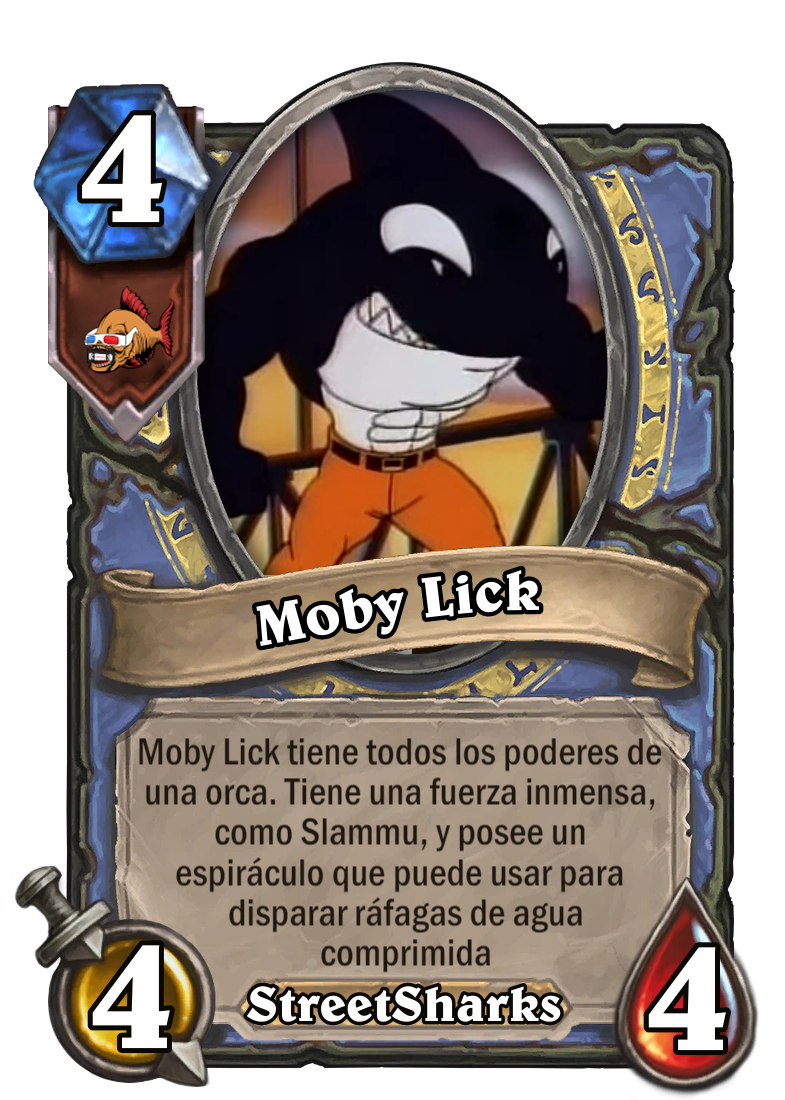 4
Moby Lick
Moby Lick tiene todos los poderes de
una orca. Tiene una fuerza inmensa,
como Slammu, y posee un
espiráculo que puede usar para
disparar ráfagas de agua
comprimida
StreetSharks
4
4